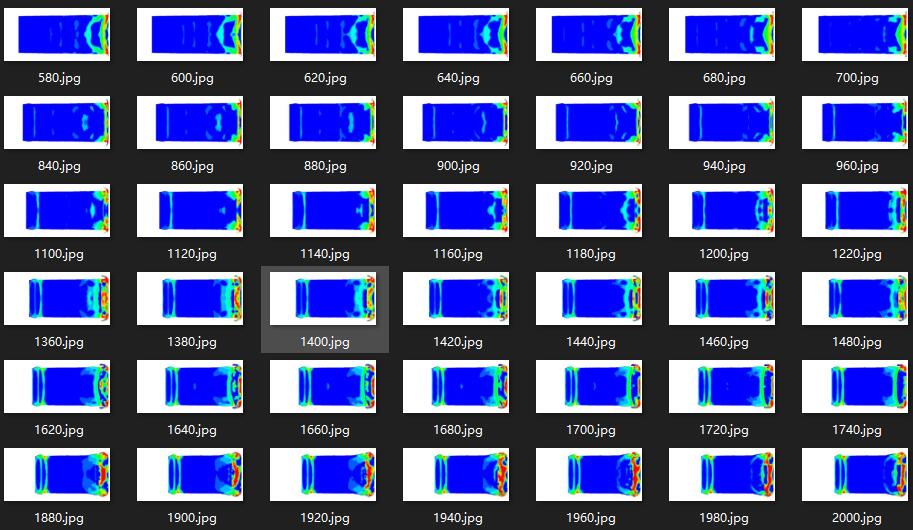 580.jpg 600.jpg 620.jpg 640.jpg 660.jpg 680.jpg 700.jpg
840.jpg 860.jpg 880.jpg 900.jpg 920.jpg 940.jpg 960.jpg
1100.jpg 1120.jpg 1140.jpg 1160.jpg 1180.jpg 1200.jpg 1220.jpg
1360.jpg 1380.jpg 1400.jpg 1420.jpg 1440.jpg 1460.jpg 1480.jpg
1620.jpg 1640.jpg 1660.jpg 1680.jpg 1700.jpg 1720.jpg 1740.jpg
1880.jpg 1900.jpg 1920.jpg 1940.jpg 1960.jpg 1980.jpg 2000.jpg